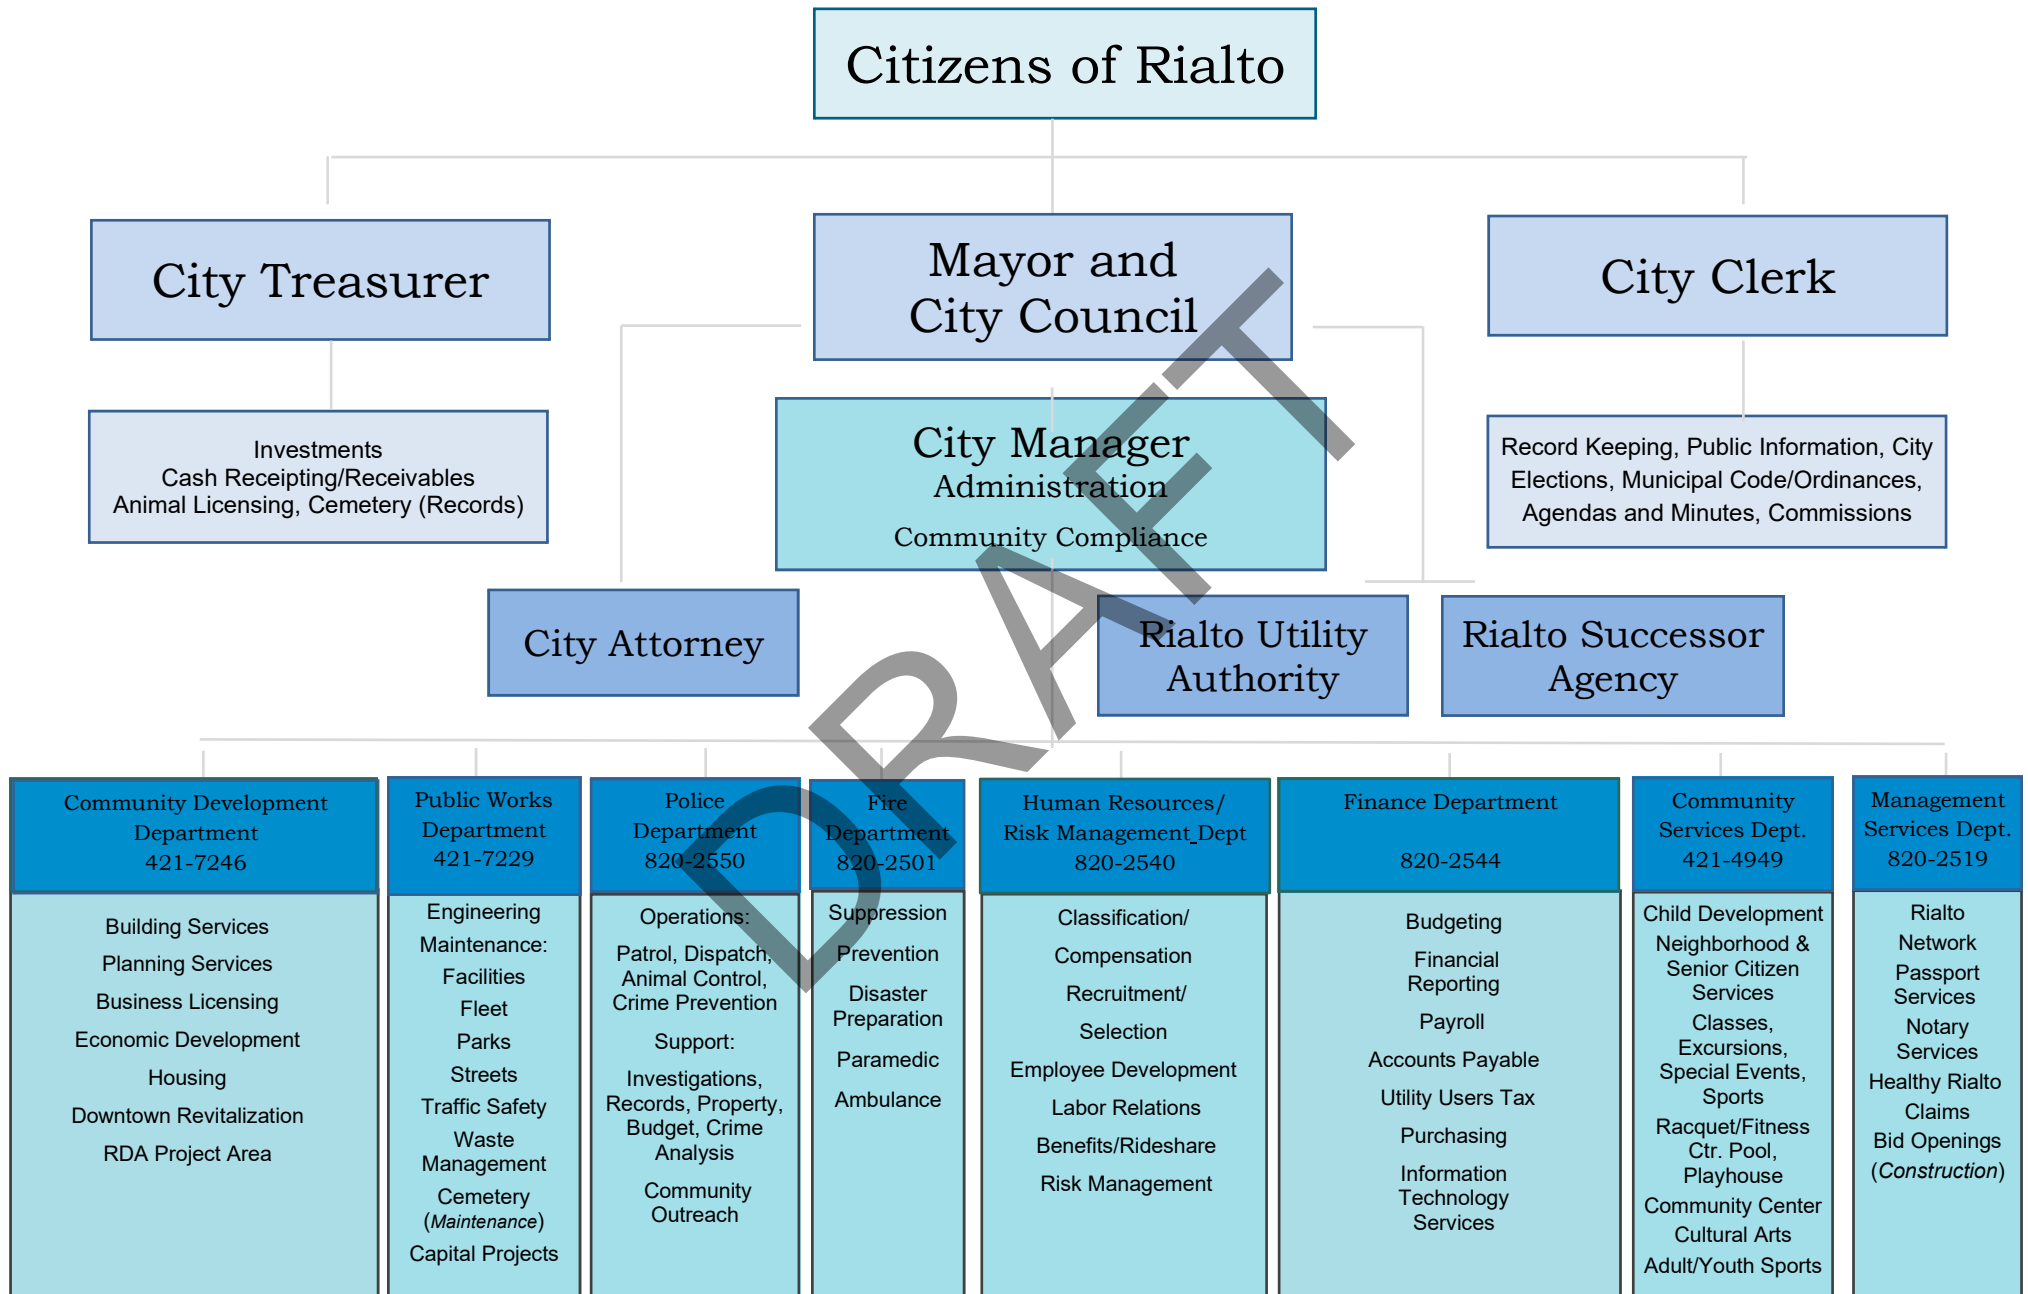 Citizens of Rialto
City Treasurer
Mayor and
City Council
City Clerk
Investments
Cash Receipting/Receivables
Animal Licensing, Cemetery (Records)
City Manager
Administration
Community Compliance
Record Keeping, Public Information, City
Elections, Municipal Code/Ordinances,
Agendas and Minutes, Commissions
City Attorney
Rialto Utility
Authority
Rialto Successor
Agency
DRAFT
Community Development
Department
421-7246
Building Services
Planning Services
Business Licensing
Economic Development
Housing
Downtown Revitalization
RDA Project Area
Public Works
Department
421-7229
Engineering
Maintenance:
Facilities
Fleet
Parks
Streets
Traffic Safety
Waste
Management
Cemetery
(Maintenance)
Capital Projects
Police
Department
820-2550
Operations:
Patrol, Dispatch,
Animal Control,
Crime Prevention
Support:
Investigations,
Records, Property,
Budget, Crime
Analysis
Community
Outreach
Fire
Department
820-2501
Suppression
Prevention
Disaster
Preparation
Paramedic
Ambulance
Human Resources/
Risk Management Dept
820-2540
Classification/
Compensation
Recruitment/
Selection
Employee Development
Labor Relations
Benefits/Rideshare
Risk Management
Finance Department
820-2544
Budgeting
Financial
Reporting
Payroll
Accounts Payable
Utility Users Tax
Purchasing
Information
Technology
Services
Community
Services Dept.
421-4949
Child Development
Neighborhood &
Senior Citizen
Services
Classes,
Excursions,
Special Events,
Sports
Racquet/Fitness
Ctr. Pool,
Playhouse
Community Center
Cultural Arts
Adult/Youth Sports
Management
Services Dept.
820-2519
Rialto
Network
Passport
Services
Notary
Services
Healthy Rialto
Claims
Bid Openings
(Construction)